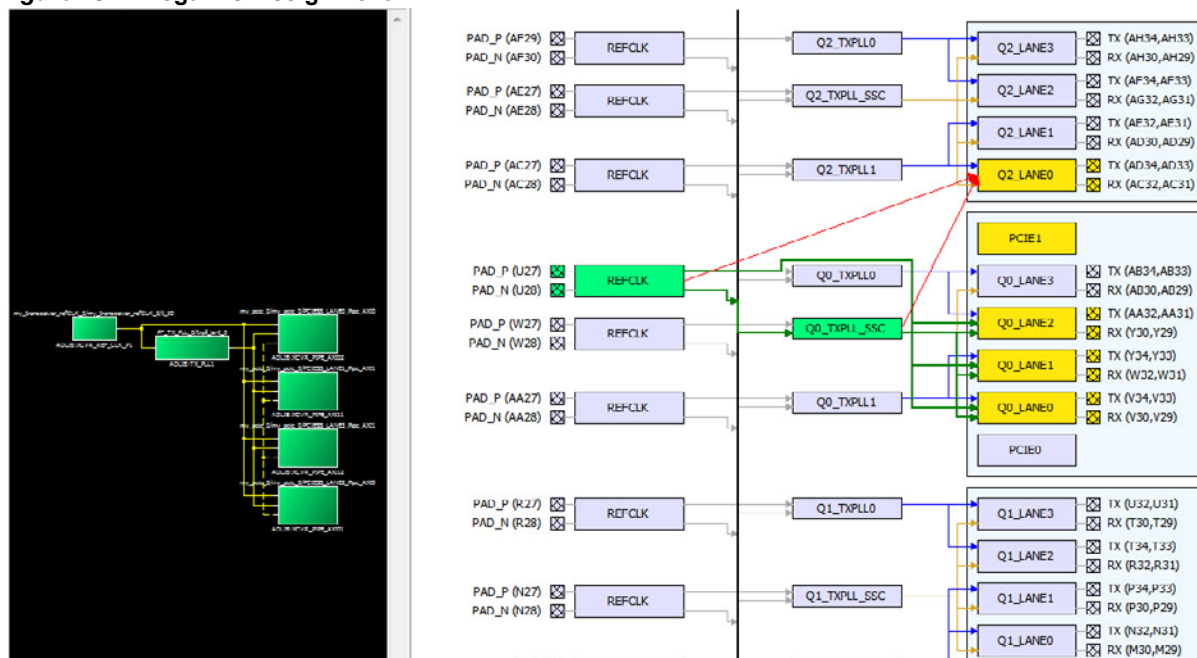 PAD_P (AF29)
PAD_N (AF30)
REFCLK
Q2_TXPLL0
Q2_LANE3
TX (AH34,AH33)
RX (AH30,AH29)
PAD_P (AE27)
PAD_N (AE28)
REFCLK
Q2_TXPLL_SSC
Q2_LANE2
TX (AF34,AF33)
RX (AG32,AG31)
Q2_LANE1
TX (AE32,AE31)
RX (AD30,AD29)
PAD_P (AC27)
PAD_N (AC28)
REFCLK
Q2_TXPLL1
Q2_LANE0
TX (AD34,AD33)
RX (AC32,AC31)
PCIE1
PAD_P (U27)
PAD_N (U28)
REFCLK
Q0_TXPLL0
Q0_LANE3
TX (AB34,AB33)
RX (AB30,AB29)
PAD_P (W27)
PAD_N (W28)
REFCLK
Q0_TXPLL_SSC
Q0_LANE2
TX (AA32,AA31)
RX (Y30,Y29)
Q0_LANE1
TX (Y34,Y33)
RX (W32,W31)
PAD_P (AA27)
PAD_N (AA28)
REFCLK
Q0_TXPLL1
Q0_LANE0
TX (V34,V33)
RX (V30,V29)
PCIE0
PAD_P (R27)
PAD_N (R28)
REFCLK
Q1_TXPLL0
Q1_LANE3
TX (U32,U31)
RX (T30,T29)
Q1_LANE2
TX (T34,T33)
RX (R32,R31)
PAD_P (N27)
PAD_N (N28)
REFCLK
Q1_TXPLL_SSC
Q1_LANE1
TX (P34,P33)
RX (P30,P29)
Q1_LANE0
TX (N32,N31)
RX (M30,M29)